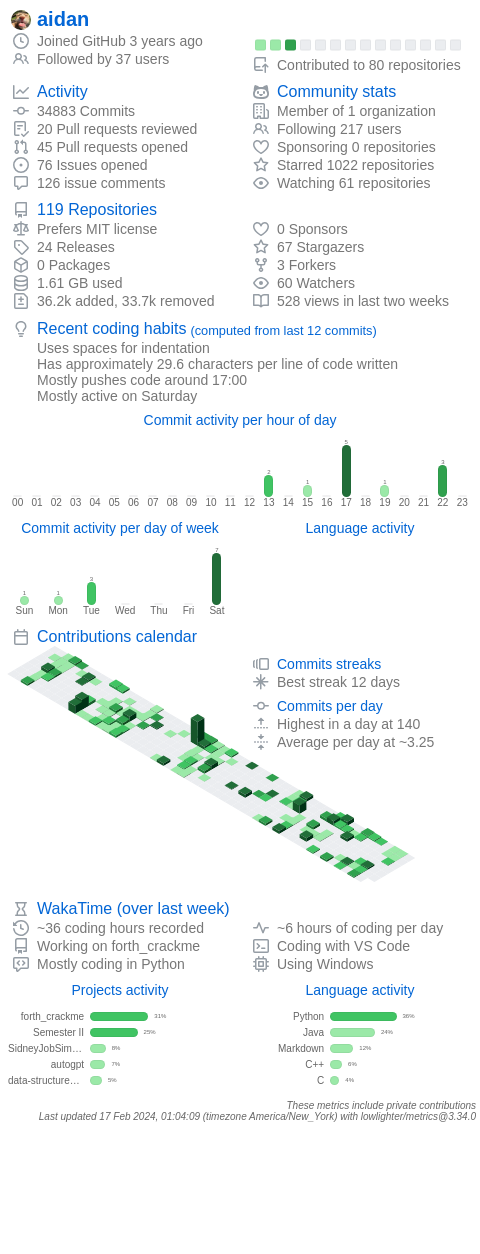 aidan
Joined GitHub 3 years ago
Followed by 37 users
Contributed to 80 repositories
Activity
34883 Commits
20 Pull requests reviewed
45 Pull requests opened
76 Issues opened
126 issue comments
Community stats
Member of 1 organization
Following 217 users
Sponsoring 0 repositories
Starred 1022 repositories
Watching 61 repositories
119 Repositories
Prefers MIT license
24 Releases
0 Packages
1.61 GB used
36.2k added, 33.7k removed
0 Sponsors
67 Stargazers
3 Forkers
60 Watchers
528 views in last two weeks
Recent coding habits (computed from last 12 commits)
Uses spaces for indentation
Has approximately 29.6 characters per line of code written
Mostly pushes code around 17:00
Mostly active on Saturday
Commit activity per hour of day
2 1 5 1 3
00 01 02 03 04 05 06 07 08 09 10 11 12 13 14 15 16 17 18 19 20 21 22 23
Commit activity per day of week
1 1 3 7
Sun Mon Tue Wed Thu Fri Sat
Language activity
Contributions calendar
Commits streaks
Best streak 12 days
Commits per day
Highest in a day at 140
Average per day at ~3.25
WakaTime (over last week)
~36 coding hours recorded
Working on forth_crackme
Mostly coding in Python
~6 hours of coding per day
Coding with VS Code
Using Windows
Projects activity
forth_crackme 31%
Semester II 25%
SidneyJobSim… 8%
autogpt 7%
data-structure… 5%
Language activity
Python 36%
Java 24%
Markdown 12%
C++ 6%
C 4%
These metrics include private contributions
Last updated 17 Feb 2024, 01:04:09 (timezone America/New_York) with lowlighter/metrics@3.34.0